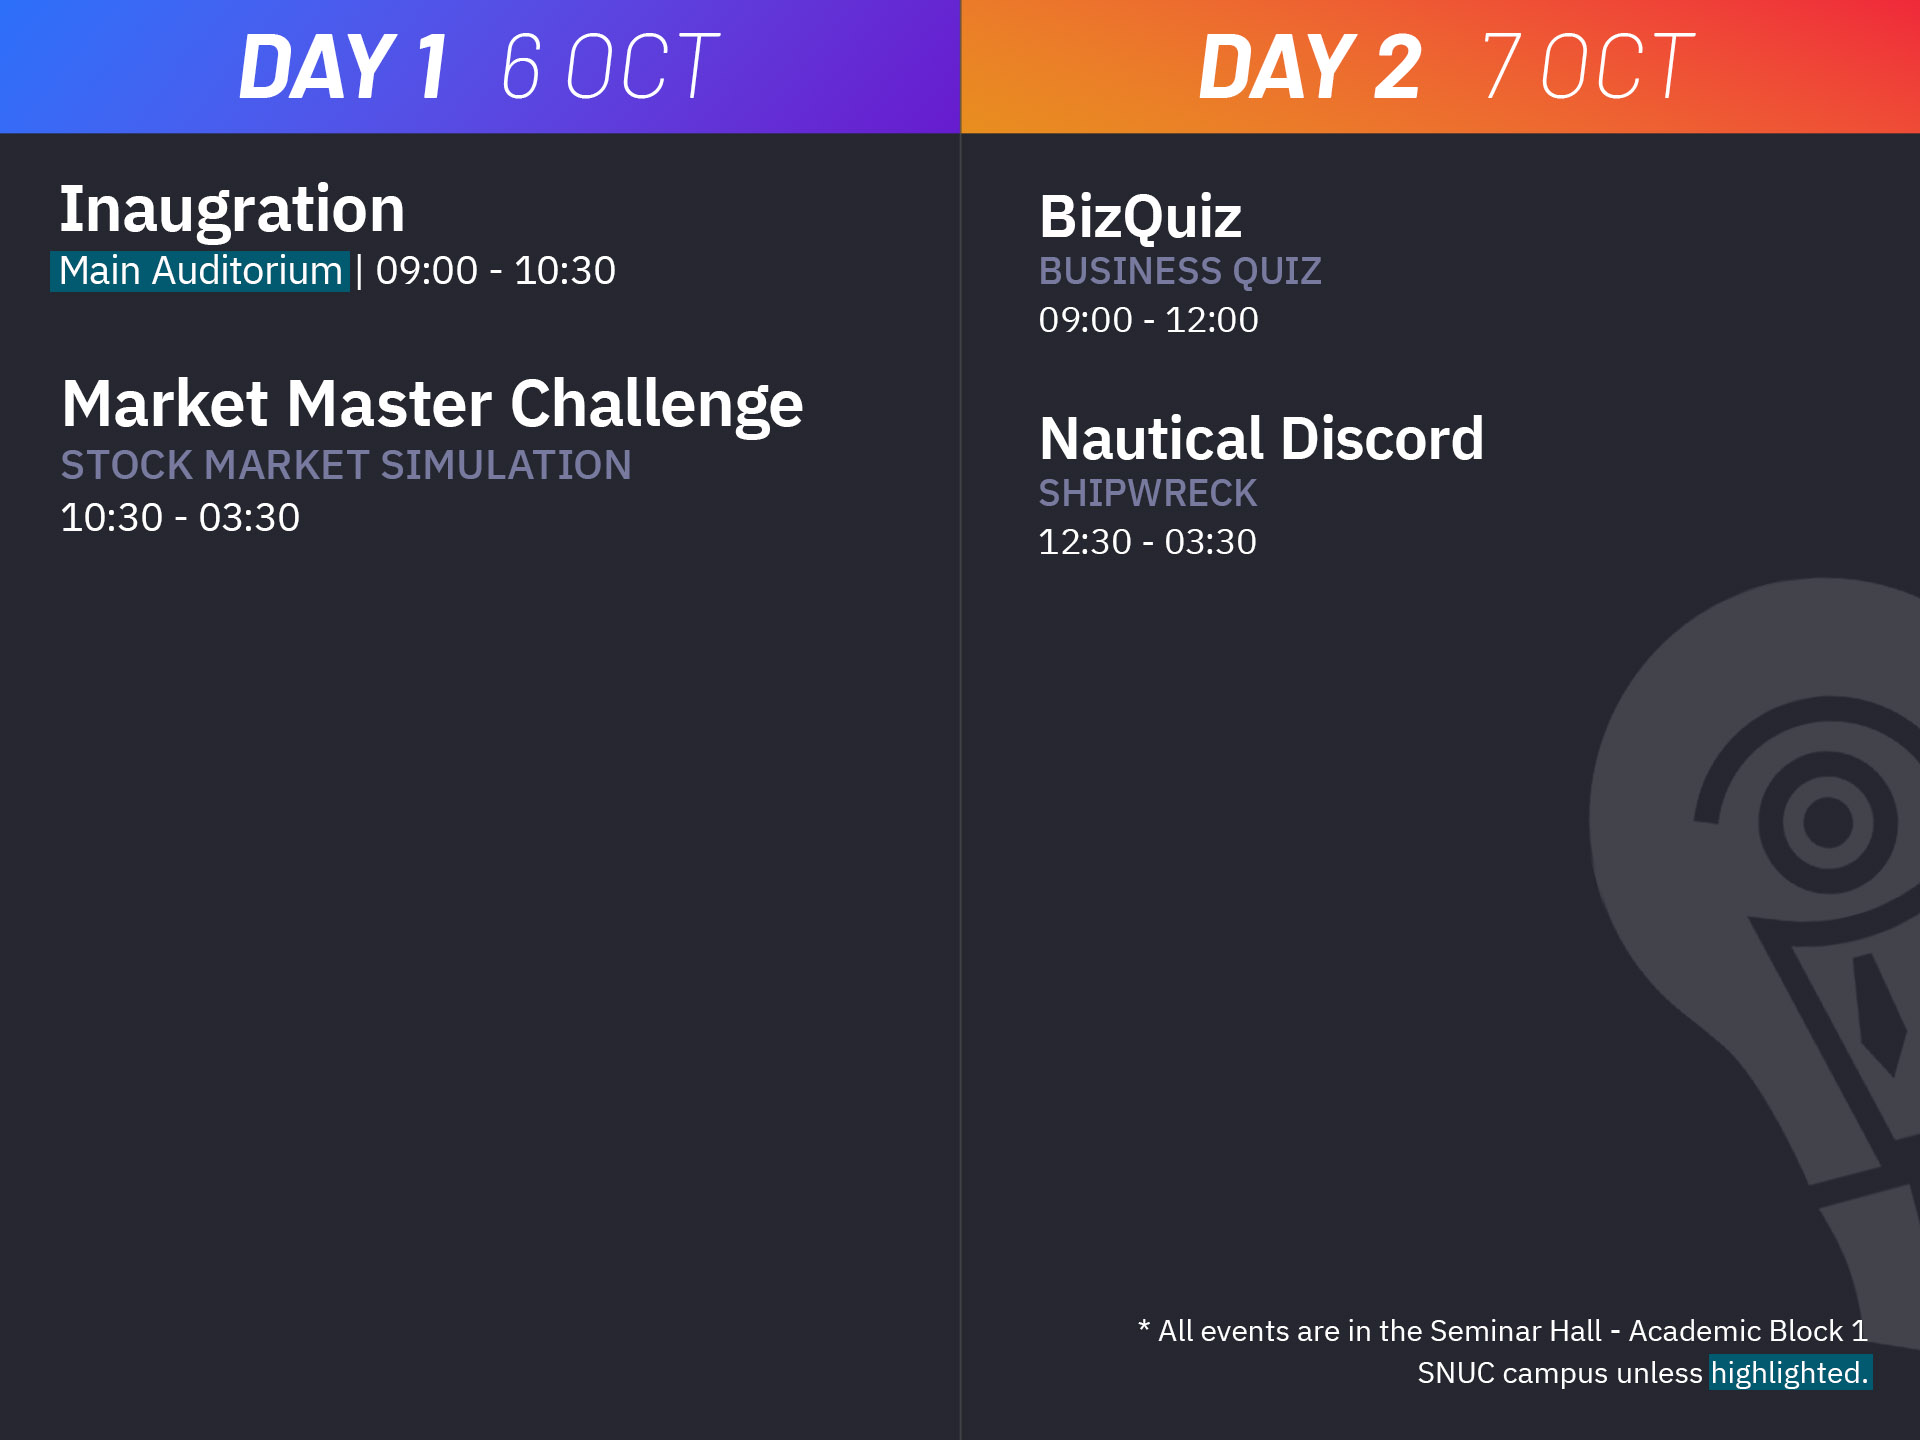 DAY 1 6 OCT
Inaugration
Main Auditorium | 09:00 - 10:30
Market Master Challenge
STOCK MARKET SIMULATION
10:30 - 03:30
DAY 2 7 OCT
BizQuiz
BUSINESS QUIZ
09:00 - 12:00
Nautical Discord
SHIPWRECK
12:30 - 03:30
* All events are in the Seminar Hall - Academic Block 1
SNUC campus unless highlighted.